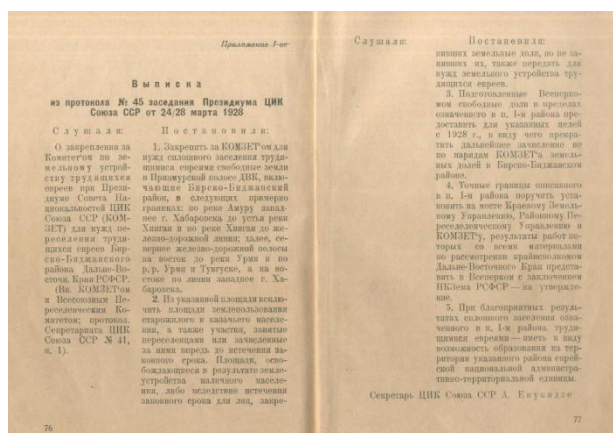 Приложение 1-ое
Выписка
из протокола № 45 заседания Президиума ЦИК
Союза ССР от 24/28 марта 1928
Слушали:
О закреплении за
Комитет'ом по зе-
мельному устрой-
ству трудящихся
евреев при Прези-
диуме Совета На-
циональностей ЦИК
Союза ССР (КОМ-
ЗЕТ) для нужд пе-
реселения трудя-
щихся евреев Бир-
ско-Биджанского
района Дальне-Во-
сточн. Края РСФСР.
(Вн. КОМЗЕТ'ом
и Всесоюзным Пе-
реселенческим Ко-
митетом; протокол.
Секретариата ЦИК
Союза ССР № 41,
п. 1).
Постановили:
1. Закрепить за КОМЗЕТ'ом для
нужд сплошного заселения трудя-
щимися евреями свободные земли
в Приамурской полосе ДВК, вклю-
чающие Бирско-Биджанский
район, в следующих примерно
границах: по реке Амуру запад-
нее г. Хабаровска до устья реки
Хинган и по реке Хинган до же-
лезно-дорожной линии; далее, се-
вернее железно-дорожной полосы
на восток до реки Урми и по
р.р. Урми и Тунгуске, а на во-
стоке по линии западнее г. Ха-
баровска.
2. Из указанной площади исклю-
чить площади землепользования
старожилого и казачьего населе-
ния, а также участки, занятые
переселенцами или зачисленные
за ними впредь до истечения за-
конного срока. Площади, осво-
бождающиеся в результате земле-
устройства наличного населе-
ния, либо вследствие истечения
законного срока для лиц, закре-
76
Слушали:
Постановили:
пивших земельные доли, но не за-
нявших их, также передать для
нужд земельного устройства тру-
дящихся евреев.
3. Подготовленные Всеперко-
мом свободные доли в пределах
означенного в п. 1-м района пре-
доставить для указанных целей
с 1928 г., в виду чего прекра-
тить дальнейшее зачисление не
по нарядам КОМЗЕТ'а земель-
ных долей в Бирско-Биджанском
районе.
4. Точные границы описанного
в п. 1-м района поручить уста-
новить на месте Краевому Земель-
ному Управлению, Районному Пе-
реселенческому Управлению и
КОМЗЕТ'у, результаты работ ко-
торых со всеми материалами
по рассмотрении крайисполкомом
Дальне-Восточного Края предста-
вить в Всеперком с заключением
НКЗема РСФСР — на утвержде-
ние.
5. При благоприятных резуль-
татах сплошного заселения озна-
ченного в п. 1-м района трудя-
щимися евреями — иметь в виду
возможность образования на тер-
ритории указанного района еврей-
ской национальной администра-
тивно-территориальной единицы.
Секретарь ЦИК Союза ССР А. Енукидзе
77